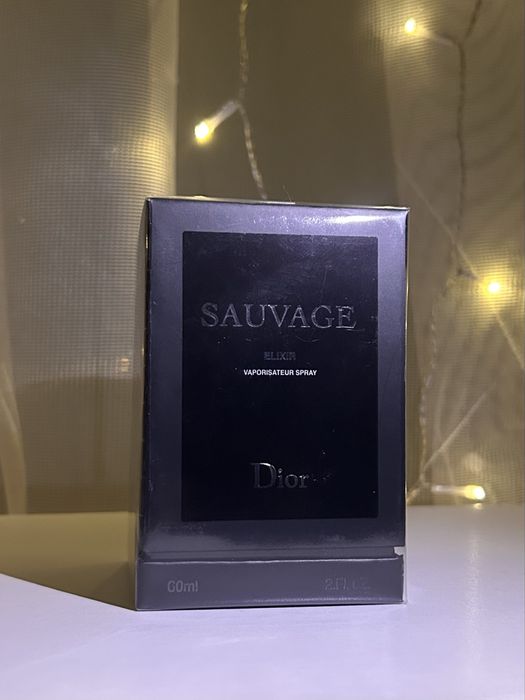 SAUVAGE
ELIXIR
VAPORISATEUR SPRAY
Dior
60ml